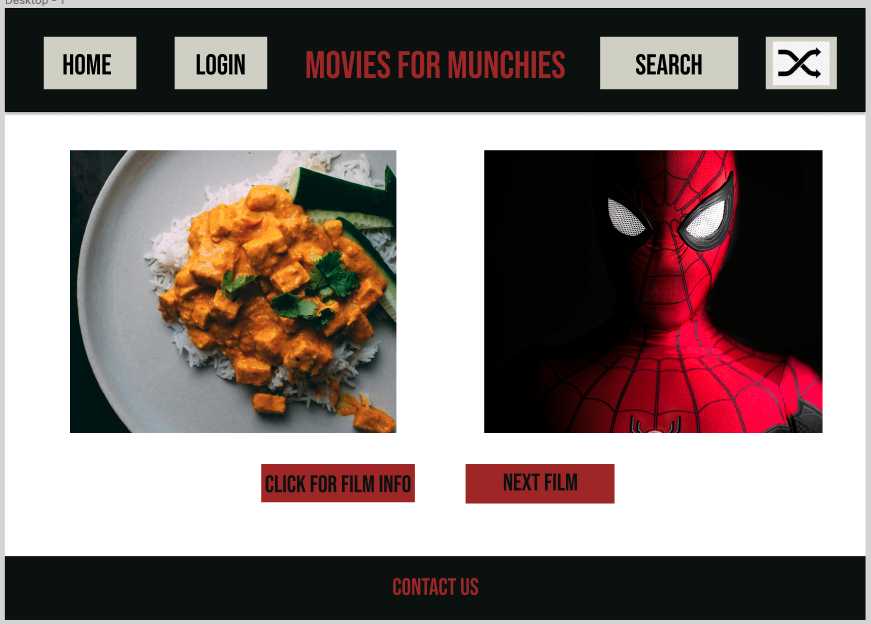 Desktop - 1
HOME
LOGIN
MOVIES FOR MUNCHIES
SEARCH
CLICK FOR FILM INFO
NEXT FILM
CONTACT US